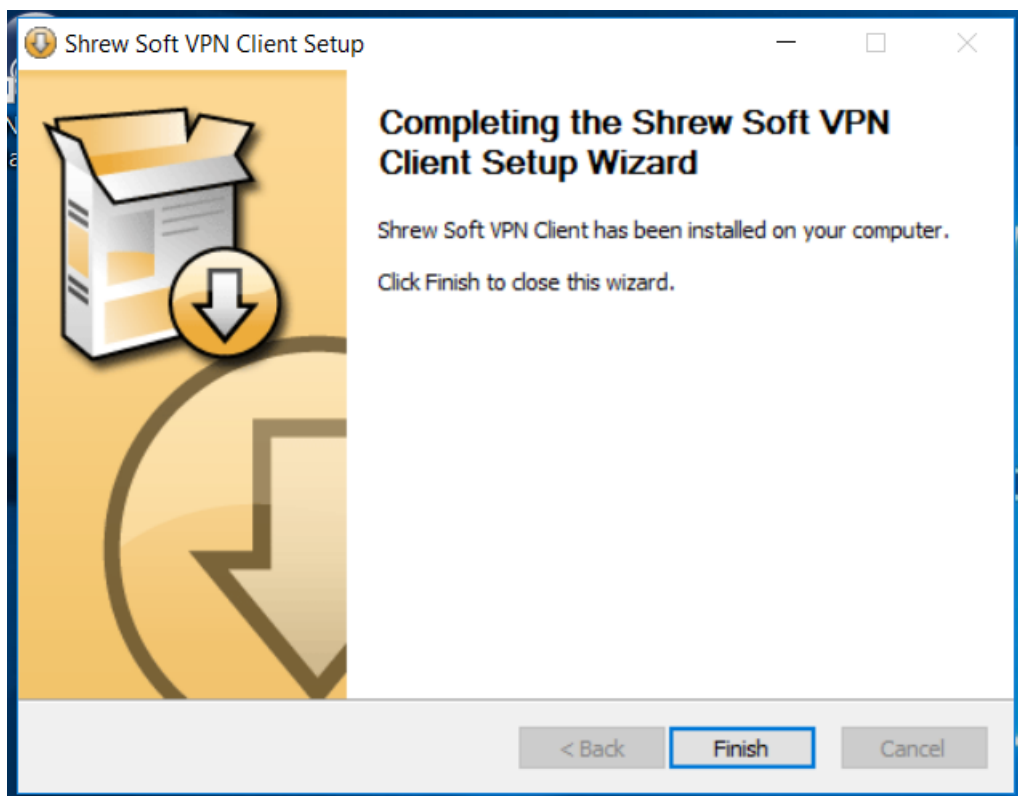 Shrew Soft VPN Client Setup
Completing the Shrew Soft VPN
Client Setup Wizard
Shrew Soft VPN Client has been installed on your computer.
Click Finish to close this wizard.
< Back
Finish
Cancel